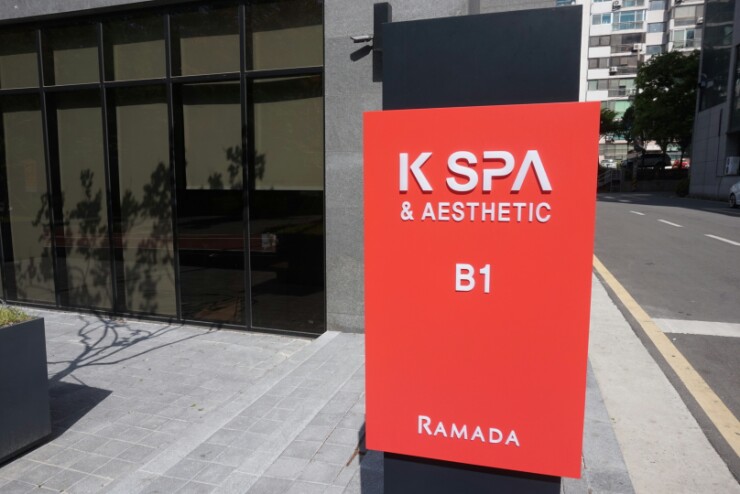 K SPA
& AESTHETIC
B1
RAMADA